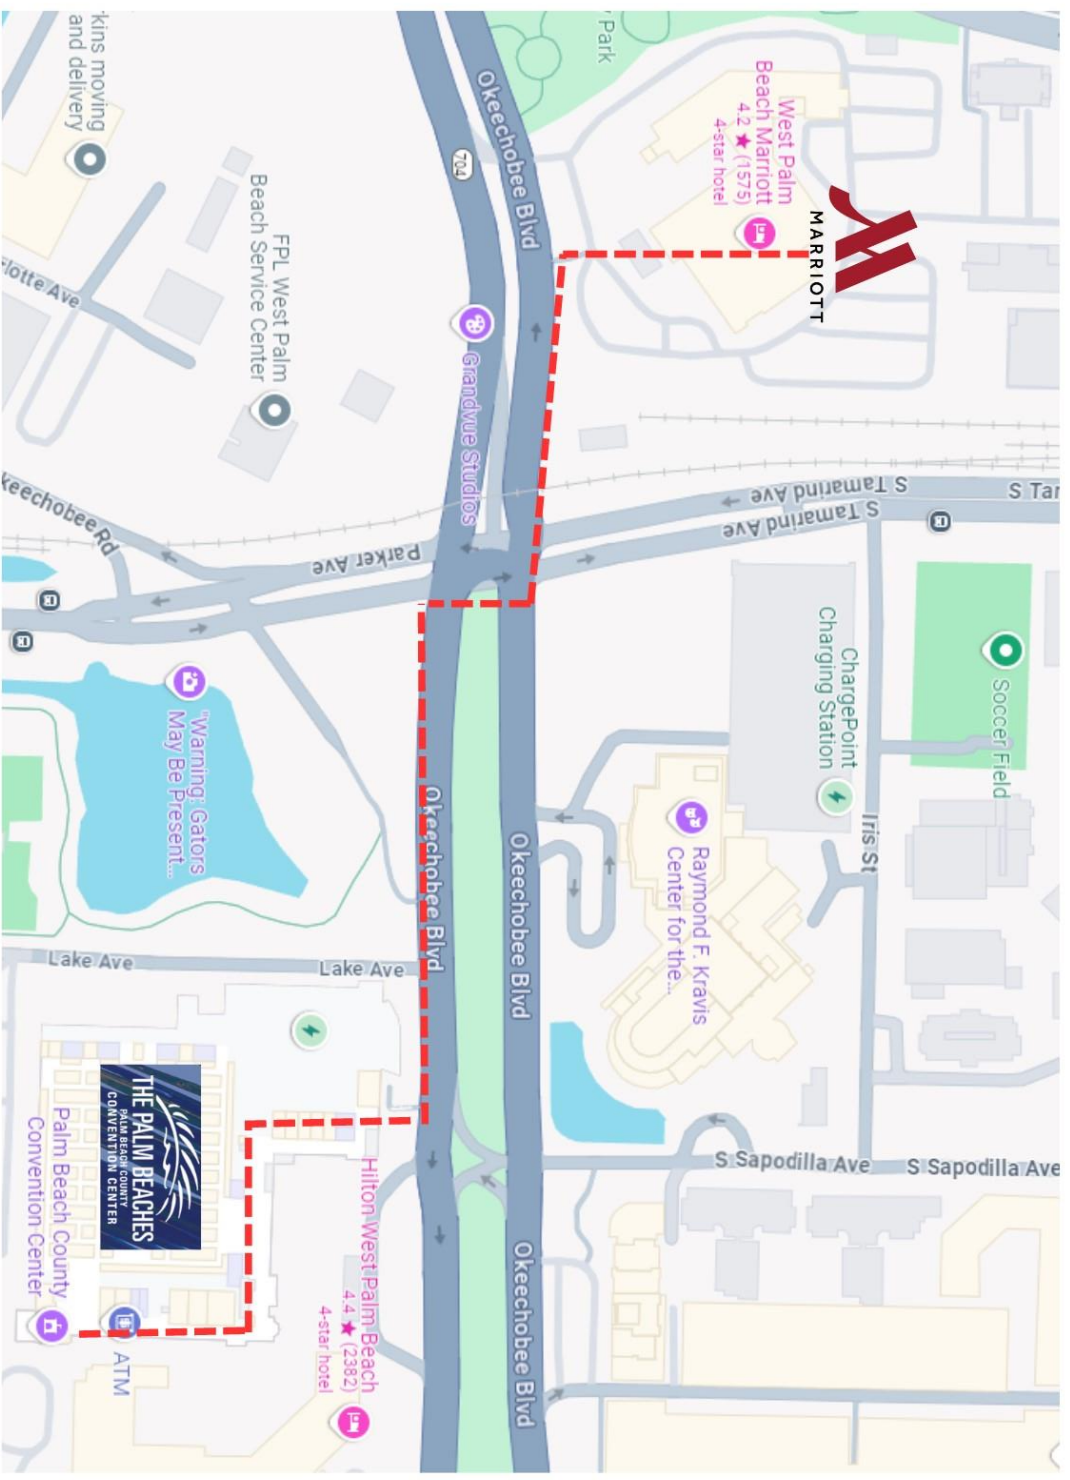 kins moving
and delivery
Park
Okeechobee Blvd
704
West Palm
Beach Marriott
4.2 ★ (1575)
4-star hotel
MARRIOTT
FPL West Palm
Beach Service Center
lotte Ave
Grandvue Studios
keechobee Rd
Parker Ave
S Tamarind Ave
S Tamarind Ave
S Tar
ChargePoint
Charging Station
Soccer Field
Iris St
"Warning: Gators
May Be Present...
Okeechobee Blvd
Okeechobee Blvd
Raymond F. Kravis
Center for the...
Lake Ave
Lake Ave
S Sapodilla Ave
S Sapodilla Ave
THE PALM BEACHES
PALM BEACH COUNTY
CONVENTION CENTER
Palm Beach County
Convention Center
ATM
Hilton West Palm Beach
4.4 ★ (2382)
4-star hotel
Okeechobee Blvd